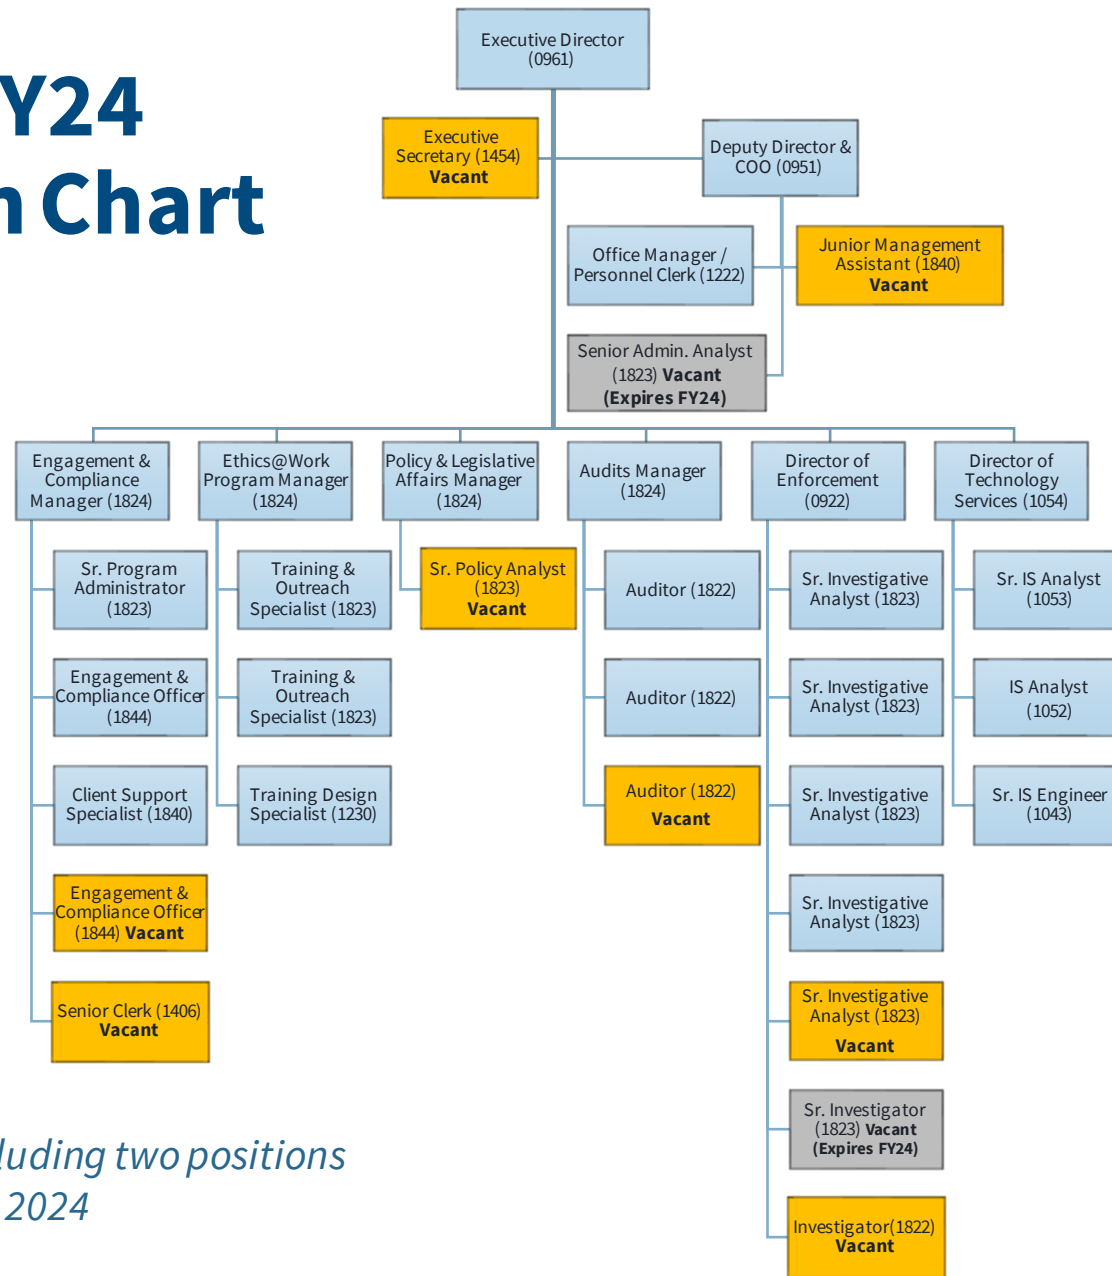 Y24
Chart
Executive Director
(0961)
Executive
Secretary (1454)
Vacant
Deputy Director &
COO (0951)
Office Manager /
Personnel Clerk (1222)
Junior Management
Assistant (1840)
Vacant
Senior Admin. Analyst
(1823) Vacant
(Expires FY24)
Engagement &
Compliance
Manager (1824)
Ethics@Work
Program Manager
(1824)
Policy & Legislative
Affairs Manager
(1824)
Audits Manager
(1824)
Director of
Enforcement
(0922)
Director of
Technology
Services (1054)
Sr. Program
Administrator
(1823)
Engagement &
Compliance Officer
(1844)
Client Support
Specialist (1840)
Engagement &
Compliance Officer
(1844) Vacant
Senior Clerk (1406)
Vacant
Training &
Outreach
Specialist (1823)
Training &
Outreach
Specialist (1823)
Training Design
Specialist (1230)
Sr. Policy Analyst
(1823)
Vacant
Auditor (1822)
Auditor (1822)
Auditor (1822)
Vacant
Sr. Investigative
Analyst (1823)
Sr. Investigative
Analyst (1823)
Sr. Investigative
Analyst (1823)
Sr. Investigative
Analyst (1823)
Sr. Investigative
Analyst (1823)
Vacant
Sr. Investigator
(1823) Vacant
(Expires FY24)
Investigator(1822)
Vacant
Sr. IS Analyst
(1053)
IS Analyst
(1052)
Sr. IS Engineer
(1043)
luding two positions
2024